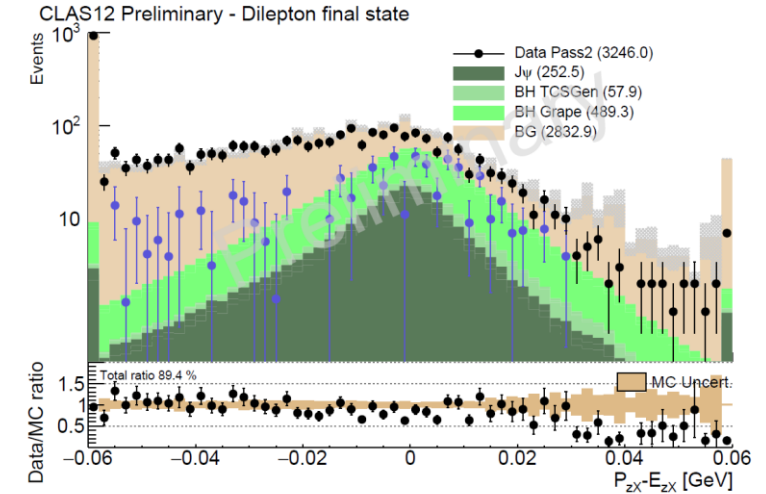 CLAS12 Preliminary - Dilepton final state
10³
Events
Data Pass2 (3246.0)
Jψ (252.5)
BH TCSGen (57.9)
BH Grape (489.3)
BG (2832.9)
10²
10
Preliminary
Total ratio 89.4 %
MC Uncert.
Data/MC ratio
1.5
1
0.5
−0.06 −0.04 −0.02 0 0.02 0.04 0.06
P_zX-E_zX [GeV]